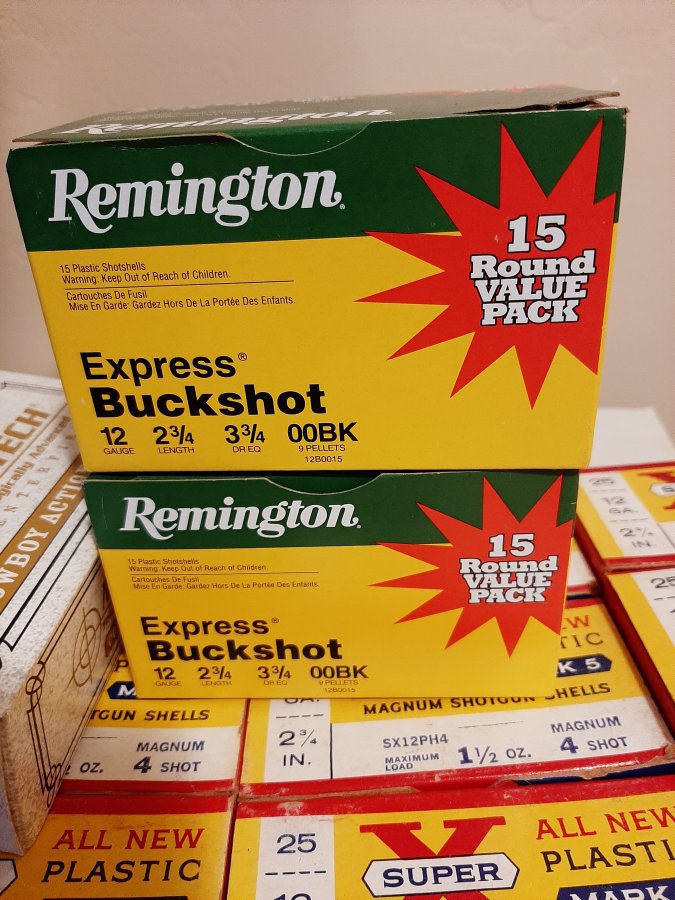 Remington®
15 Plastic Shotshells
Warning: Keep Out of Reach of Children.
Cartouches De Fusil
Mise En Garde: Gardez Hors De La Portée Des Enfants.
15
Round
VALUE
PACK
Express®
Buckshot
12 2¾ 3¾ 00BK
GAUGE LENGTH DR EQ 9 PELLETS
12B0015
Remington®
15 Plastic Shotshells
Warning: Keep Out of Reach of Children.
Cartouches De Fusil
Mise En Garde: Gardez Hors De La Portée Des Enfants.
15
Round
VALUE
PACK
Express®
Buckshot
12 2¾ 3¾ 00BK
GAUGE LENGTH DR EQ 9 PELLETS
12B0015
25
12
GA.
2¾
IN.
25
K 5
SHELLS
MAGNUM
4 SHOT
OZ.
GA.
2¾
IN.
MAGNUM SHOTGUN SHELLS
SX12PH4
MAXIMUM
LOAD
1½ OZ.
MAGNUM
4 SHOT
ALL NEW
PLASTIC
25
X
SUPER
ALL NEW
MARK